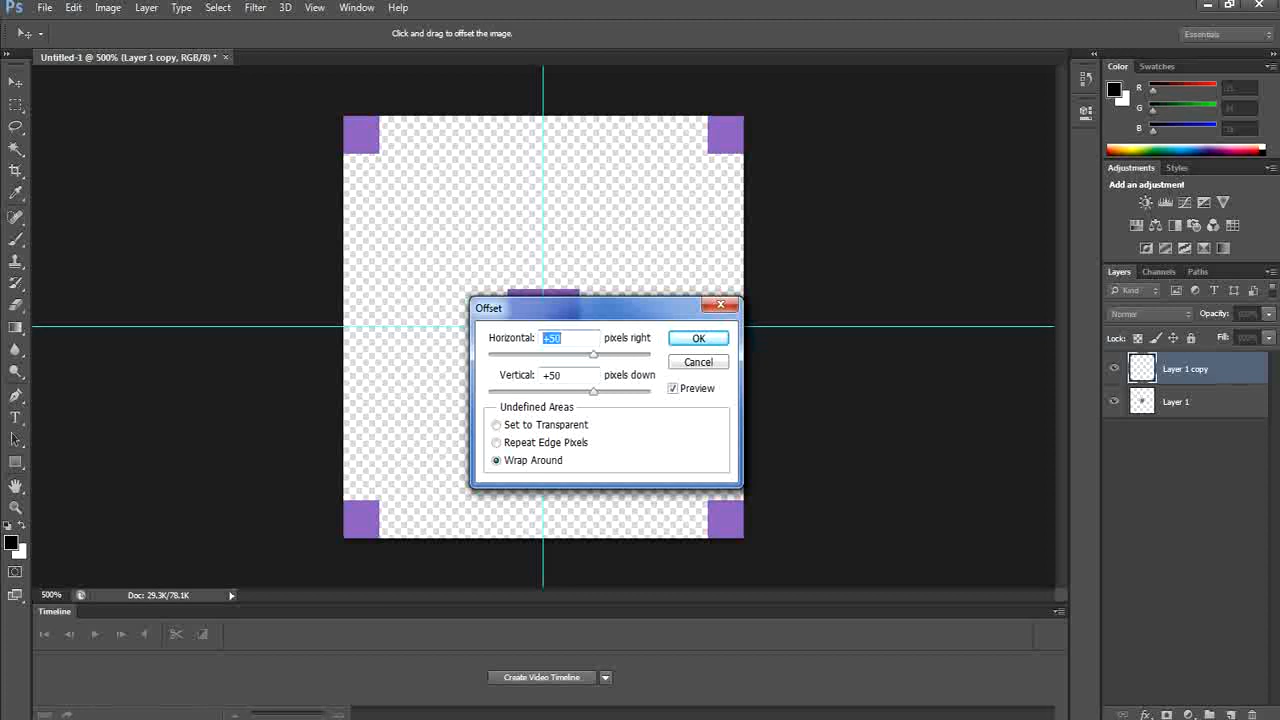 Ps File Edit Image Layer Type Select Filter 3D View Window Help
Click and drag to offset the image.
Essentials
Untitled-1 @ 500% (Layer 1 copy, RGB/8) * ×
Color Swatches
R
G
B
Adjustments Styles
Add an adjustment
Layers Channels Paths
Kind
Normal Opacity: 100%
Lock: Fill: 100%
Layer 1 copy
Layer 1
Offset
Horizontal: +50 pixels right
OK
Cancel
Vertical: +50 pixels down
Preview
Undefined Areas
Set to Transparent
Repeat Edge Pixels
Wrap Around
500% Doc: 29.3K/78.1K
Timeline
Create Video Timeline
fx